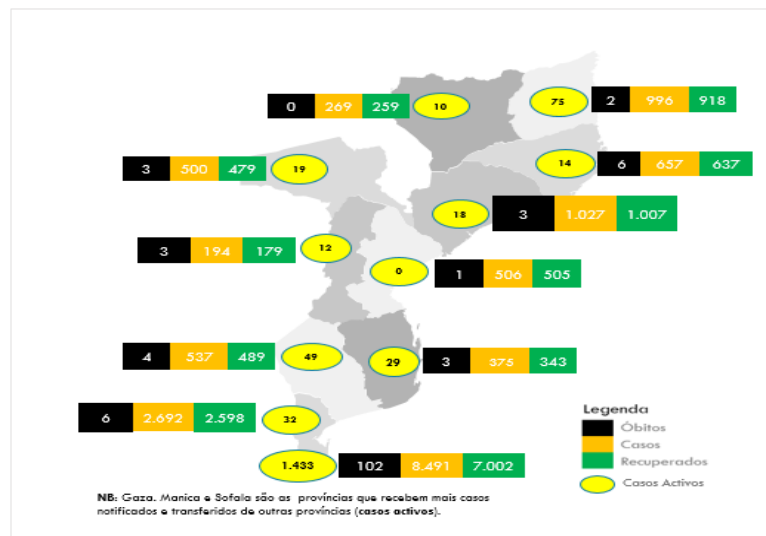 0 269 259 10
75 2 996 918
3 500 479 19
14 6 657 637
18 3 1.027 1.007
3 194 179 12
0 1 506 505
4 537 489 49
29 3 375 343
6 2.692 2.598 32
1.433 102 8.491 7.002
Legenda
Óbitos
Casos
Recuperados
Casos Activos
NB: Gaza. Manica e Sofala são as províncias que recebem mais casos
notificados e transferidos de outras províncias (casos activos).